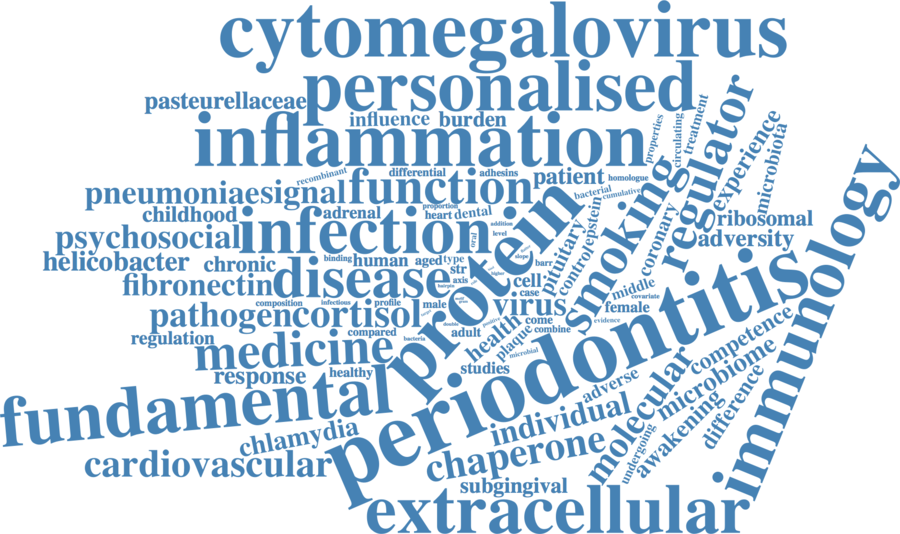 cytomegalovirus
personalised
pasteurellaceae
influence
burden
inflammation
properties
circulating
treatment
regulator
experience
microbiota
recombinant
differential
adhesins
patient
homologue
pneumoniae
signal
function
bacterial
cumulative
childhood
adrenal
proportion
heart
dental
addition
protein
pituitary
control
epstein
smoking
coronary
ribosomal
psychosocial
infection
oral
level
adversity
helicobacter
chronic
binding
human
aged
type
slope
barr
higher
fibronectin
disease
str
axis
cell
case
middle
covariate
composition
infections
profile
male
virus
female
pathogen
cortisol
health
come
evidence
positive
regulation
compared
bacteria
adult
plaque
combine
medicine
microbial
periodontitis
immunology
response
healthy
studies
fundamental
adverse
molecular
competence
microbiome
chlamydia
individual
awakening
difference
cardiovascular
chaperone
undergoing
subgingival
extracellular